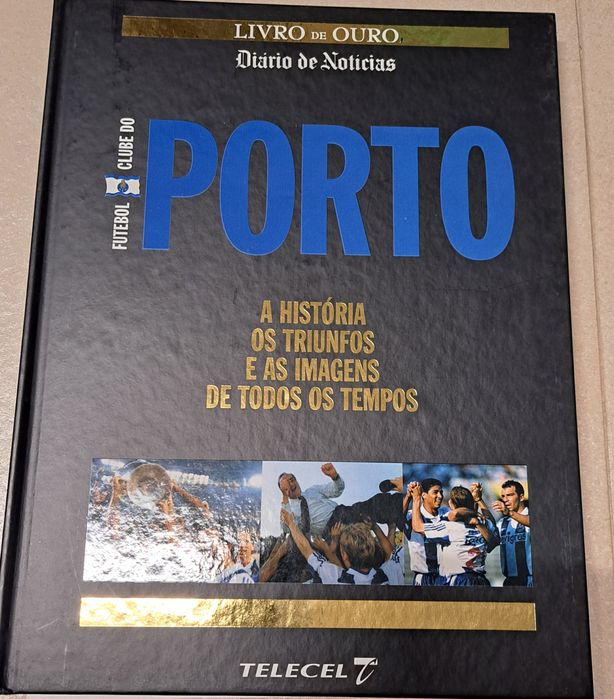 LIVRO DE OURO
Diário de Notícias
FUTEBOL CLUBE DO
PORTO
A HISTÓRIA
OS TRIUNFOS
E AS IMAGENS
DE TODOS OS TEMPOS
TELECEL